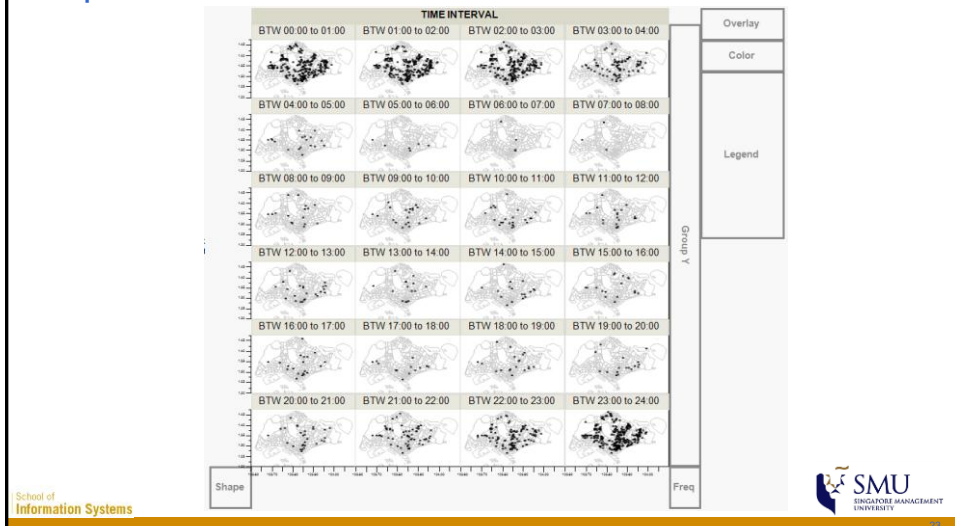 TIME INTERVAL
BTW 00:00 to 01:00 BTW 01:00 to 02:00 BTW 02:00 to 03:00 BTW 03:00 to 04:00
BTW 04:00 to 05:00 BTW 05:00 to 06:00 BTW 06:00 to 07:00 BTW 07:00 to 08:00
BTW 08:00 to 09:00 BTW 09:00 to 10:00 BTW 10:00 to 11:00 BTW 11:00 to 12:00
BTW 12:00 to 13:00 BTW 13:00 to 14:00 BTW 14:00 to 15:00 BTW 15:00 to 16:00
BTW 16:00 to 17:00 BTW 17:00 to 18:00 BTW 18:00 to 19:00 BTW 19:00 to 20:00
BTW 20:00 to 21:00 BTW 21:00 to 22:00 BTW 22:00 to 23:00 BTW 23:00 to 24:00
Group Y
Overlay
Color
Legend
Shape
Freq
School of
Information Systems
SMU
SINGAPORE MANAGEMENT
UNIVERSITY